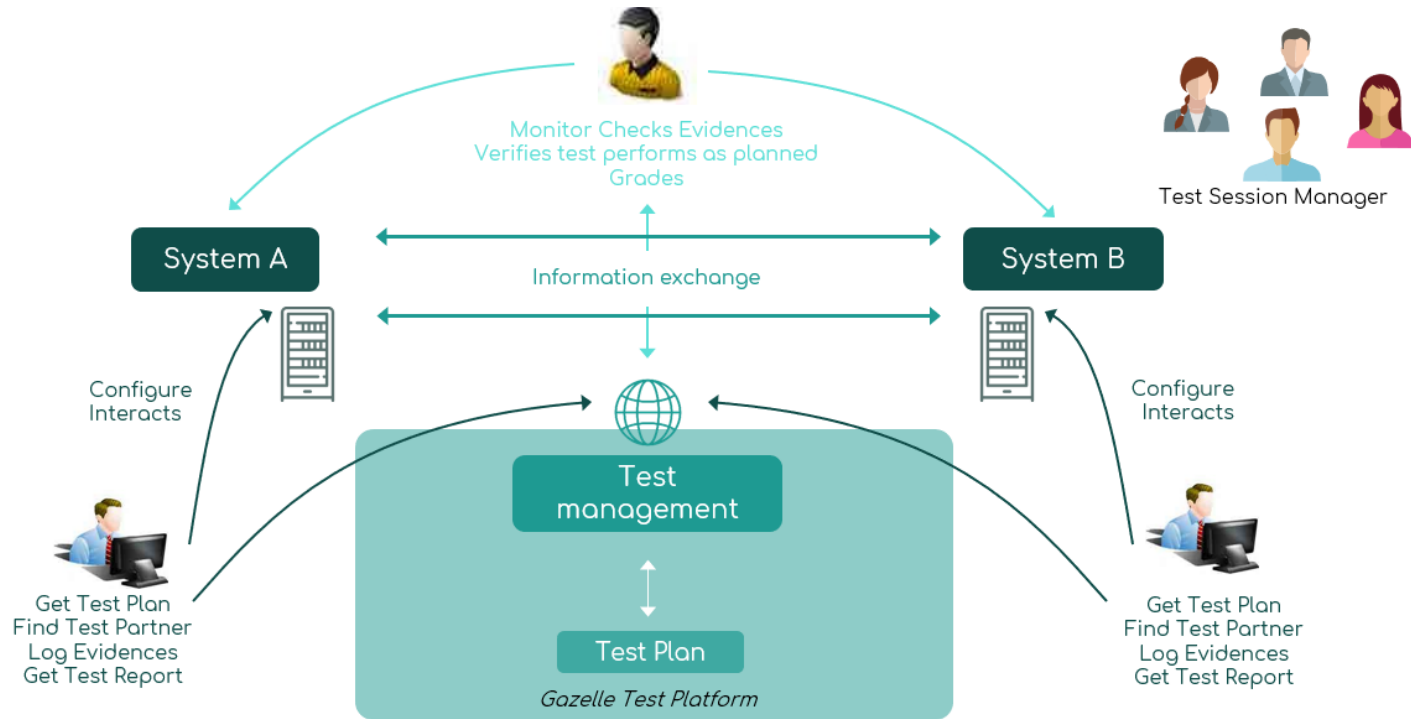 Monitor Checks Evidences
Verifies test performs as planned
Grades
Test Session Manager
System A
System B
Information exchange
Configure
Interacts
Configure
Interacts
Test
management
Get Test Plan
Find Test Partner
Log Evidences
Get Test Report
Test Plan
Gazelle Test Platform
Get Test Plan
Find Test Partner
Log Evidences
Get Test Report